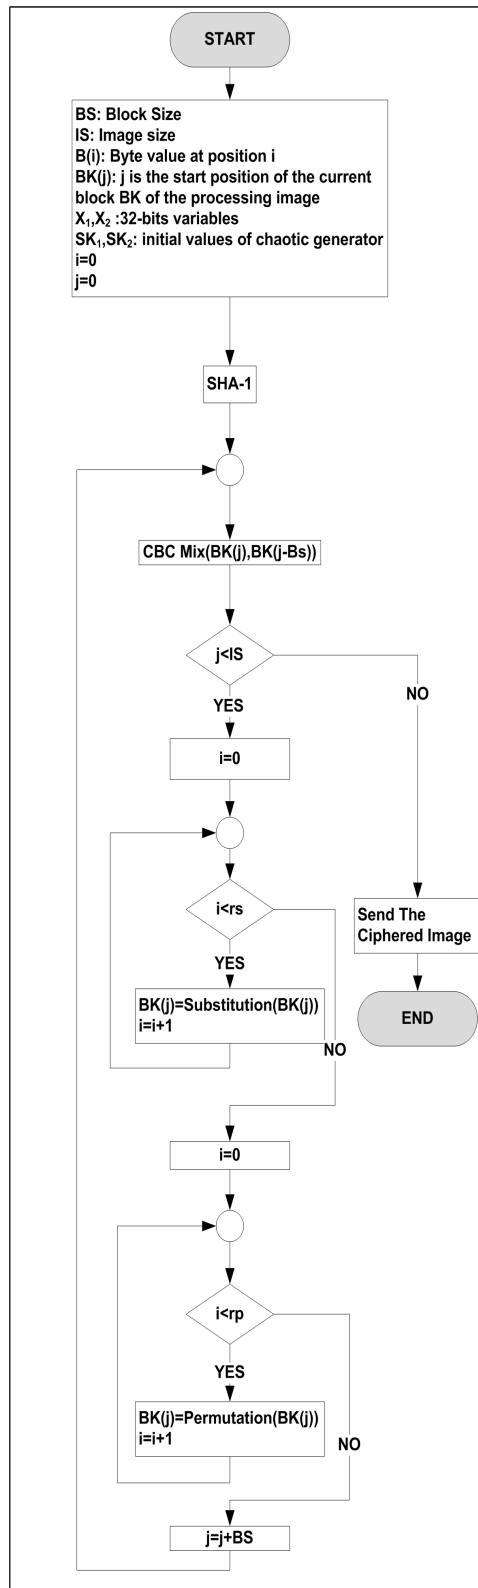 START
BS: Block Size
IS: Image size
B(i): Byte value at position i
BK(j): j is the start position of the current
block BK of the processing image
X₁,X₂ :32-bits variables
SK₁,SK₂: initial values of chaotic generator
i=0
j=0
SHA-1
CBC Mix(BK(j),BK(j-Bs))
j<IS
YES
NO
i=0
i<rs
YES
Send The
Ciphered Image
BK(j)=Substitution(BK(j))
i=i+1
END
NO
i=0
i<rp
YES
BK(j)=Permutation(BK(j))
i=i+1
NO
j=j+BS